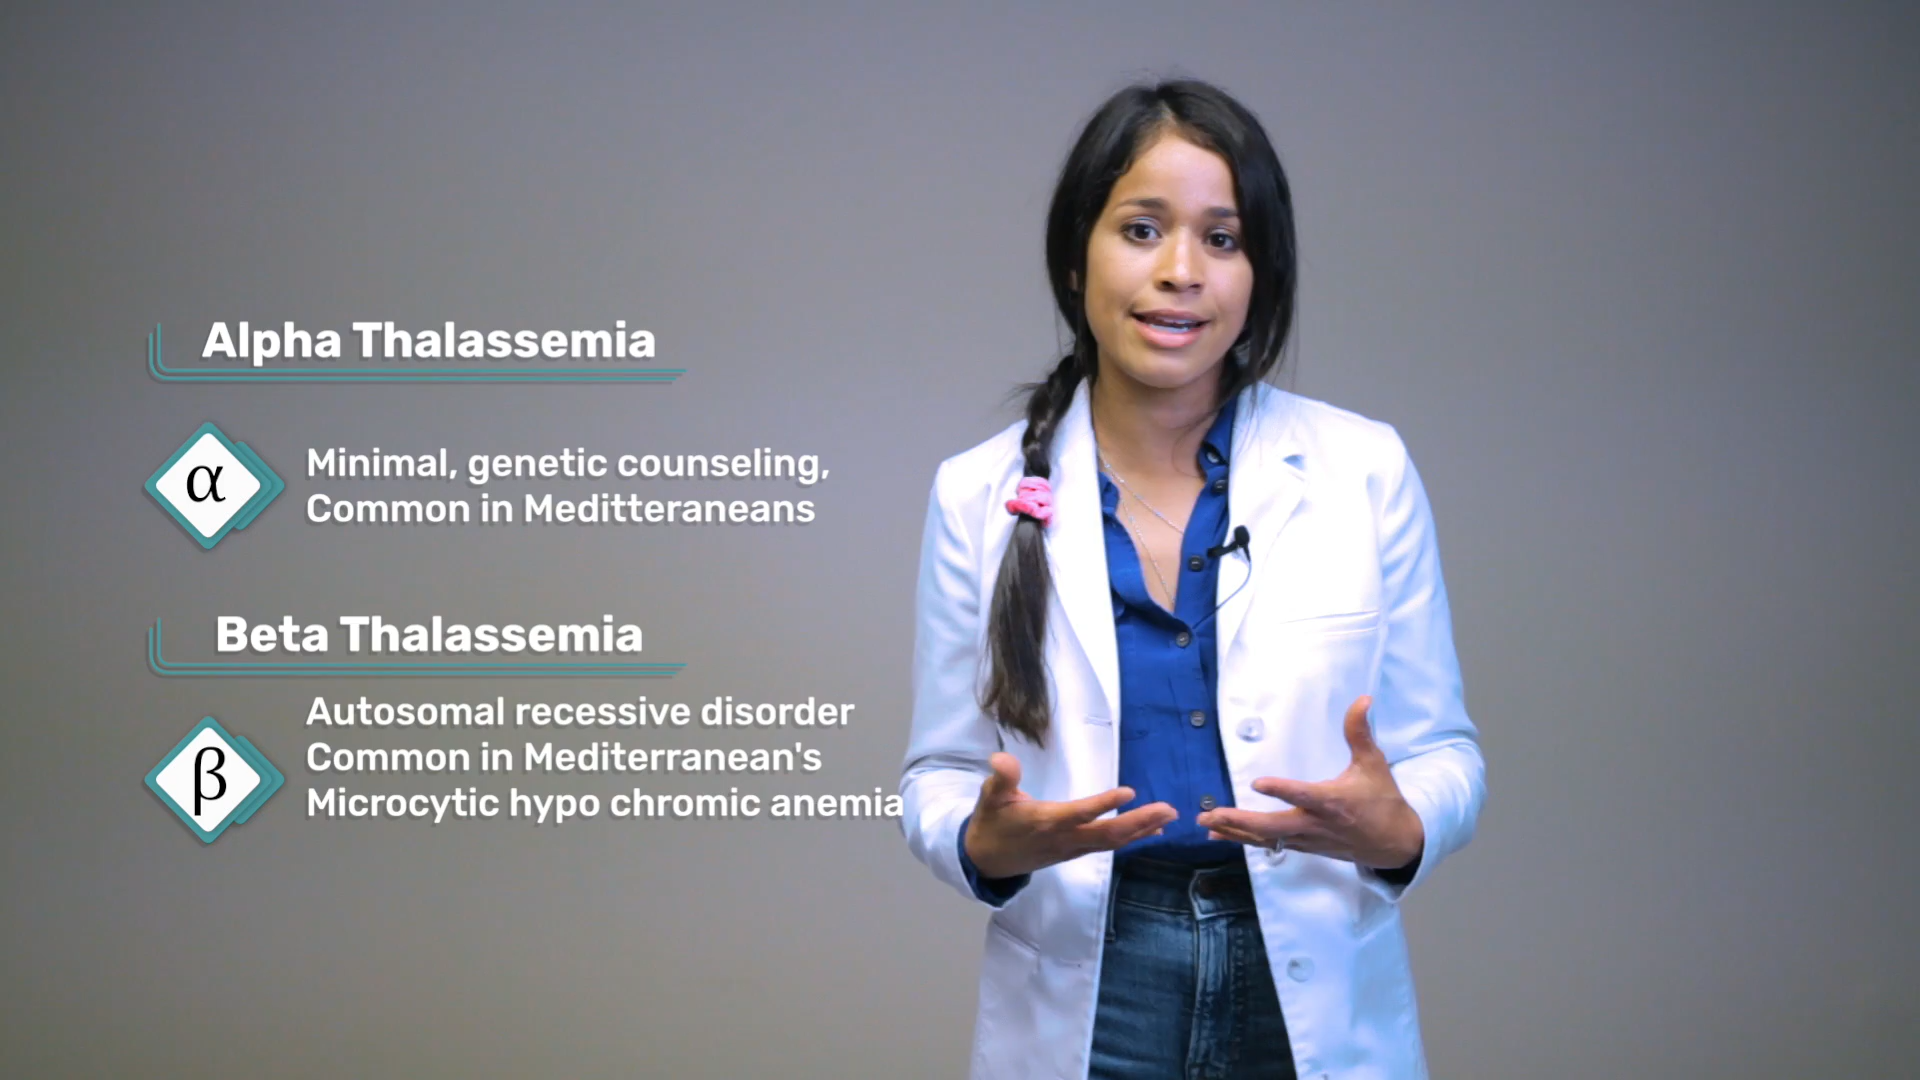 Alpha Thalassemia
α
Minimal, genetic counseling,
Common in Meditteraneans
Beta Thalassemia
β
Autosomal recessive disorder
Common in Mediterranean's
Microcytic hypo chromic anemia